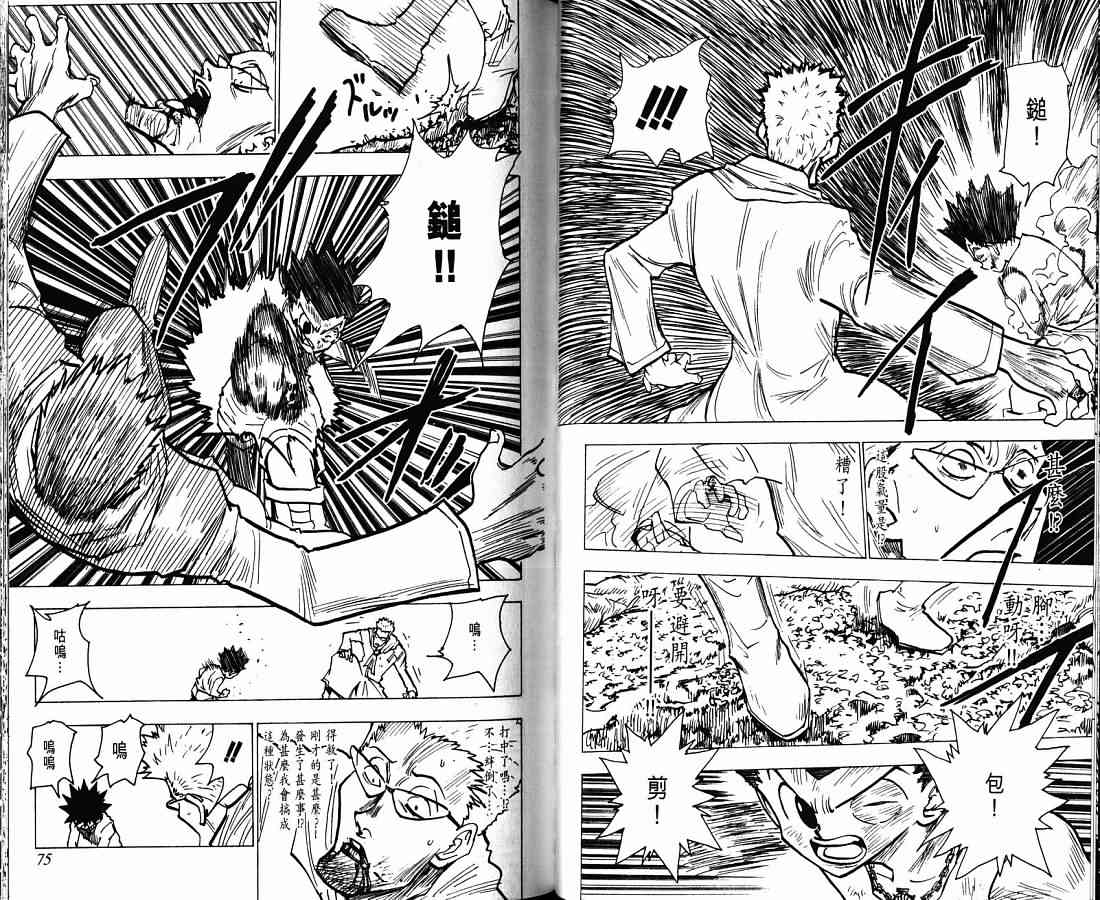 鎚！
!!!
甚麼!?
這股氣量是!?
糟了！
腳
動呀!!
要避開
呀!!
包！
剪！
ズルッ
鎚!!
嗚…
咕嗚…
打中了嗎!?
不…絆倒了!?
得救了！
剛才的是甚麼?!
發生了甚麼事?!
為甚麼我會搞成
這種狀態?
!!
嗚
嗚嗚
75